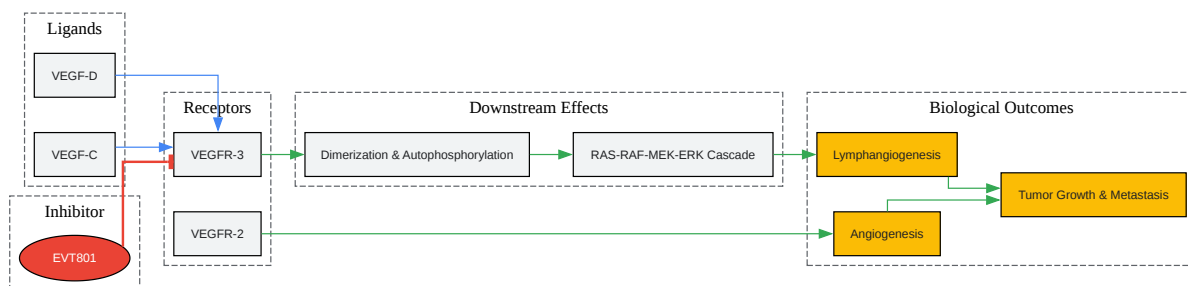 Ligands
VEGF-D
VEGF-C
Inhibitor
EVT801
Receptors
VEGFR-3
VEGFR-2
Downstream Effects
Dimerization & Autophosphorylation
RAS-RAF-MEK-ERK Cascade
Biological Outcomes
Lymphangiogenesis
Angiogenesis
Tumor Growth & Metastasis